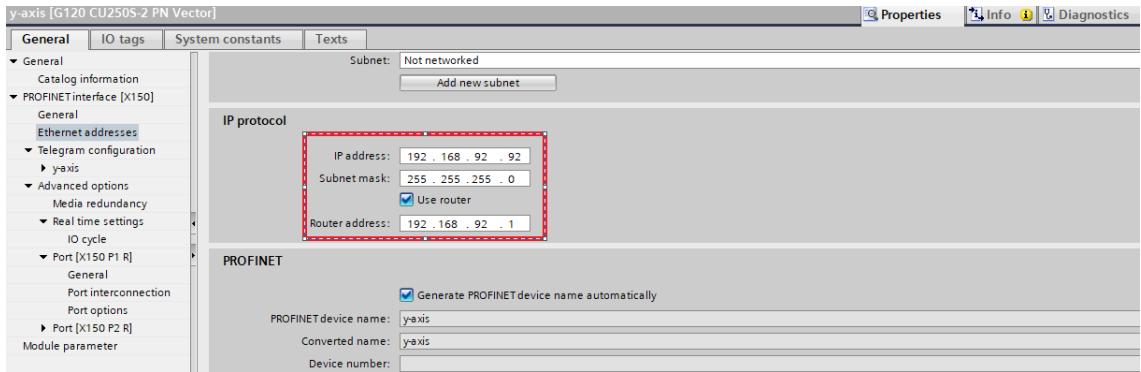 y-axis [G120 CU250S-2 PN Vector]
Properties Info Diagnostics
General IO tags System constants Texts
General
Catalog information
PROFINET interface [X150]
General
Ethernet addresses
Telegram configuration
y-axis
Advanced options
Media redundancy
Real time settings
IO cycle
Port [X150 P1 R]
General
Port interconnection
Port options
Port [X150 P2 R]
Module parameter
Subnet: Not networked
Add new subnet
IP protocol
IP address: 192 . 168 . 92 . 92
Subnet mask: 255 . 255 . 255 . 0
Use router
Router address: 192 . 168 . 92 . 1
PROFINET
Generate PROFINET device name automatically
PROFINET device name: y-axis
Converted name: y-axis
Device number: